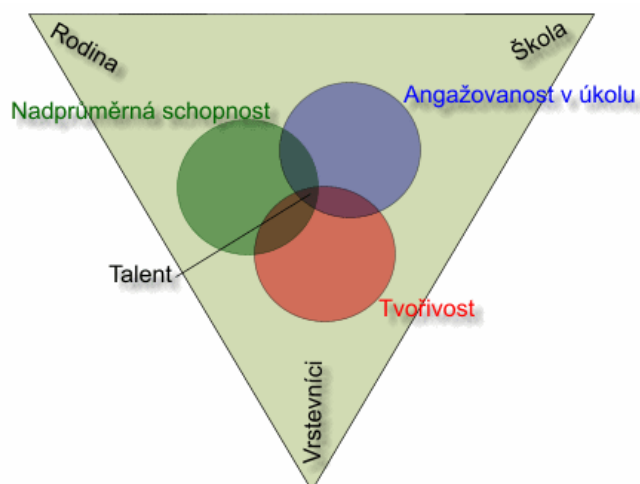 Rodina
Škola
Angažovanost v úkolu
Nadprůměrná schopnost
Talent
Tvořivost
Vrstevníci